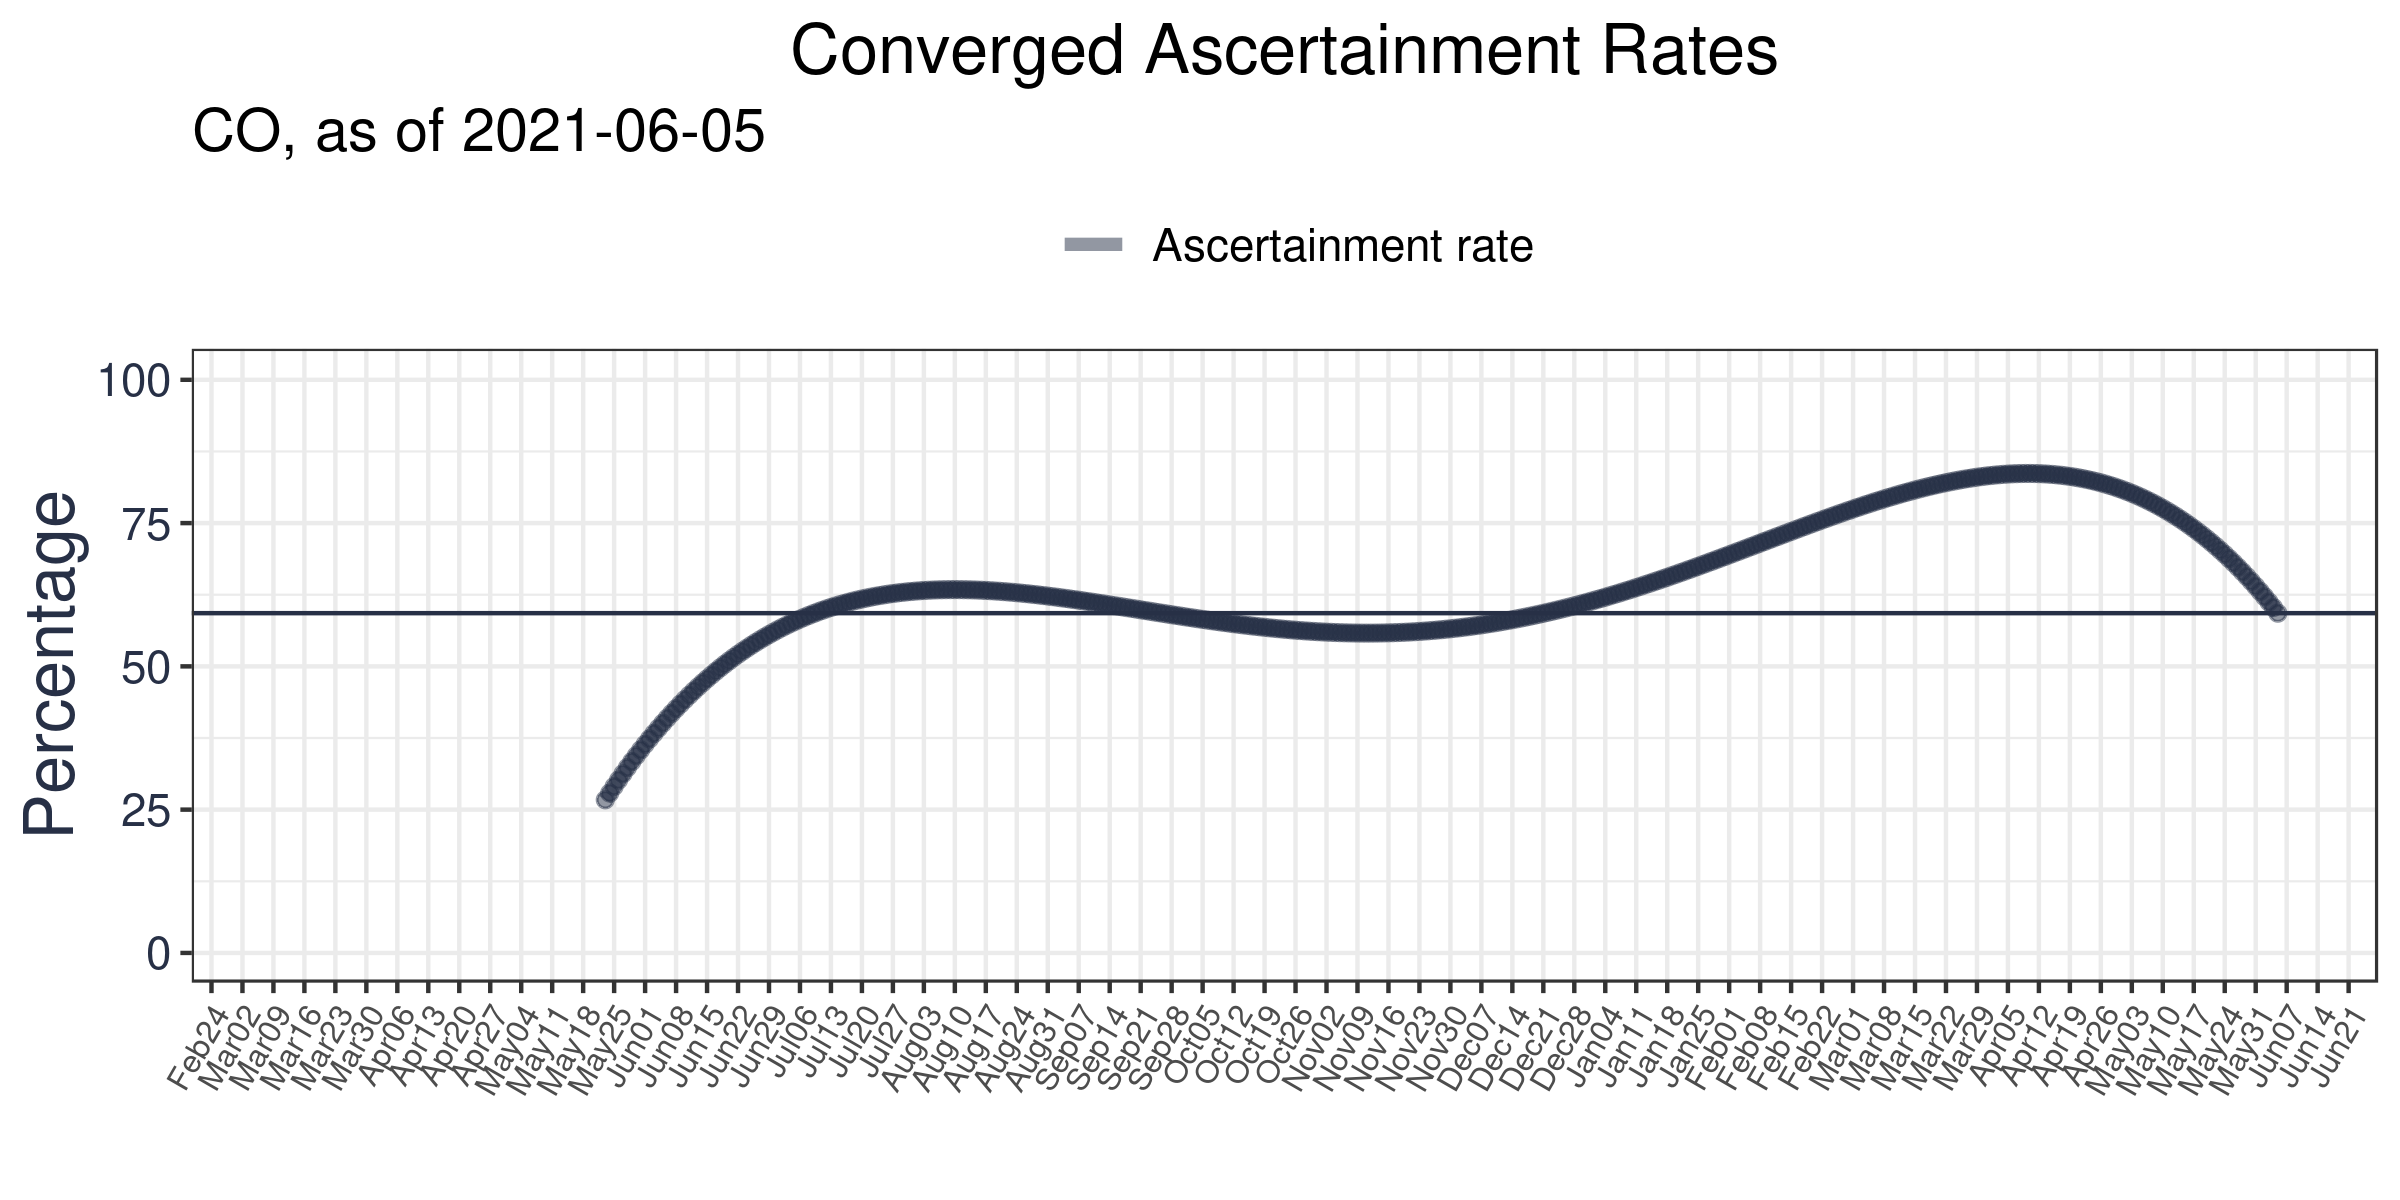 Converged Ascertainment Rates
CO, as of 2021-06-05
Ascertainment rate
Percentage
100
75
50
25
0
Feb24
Mar02
Mar09
Mar16
Mar23
Mar30
Apr06
Apr13
Apr20
Apr27
May04
May11
May18
May25
Jun01
Jun08
Jun15
Jun22
Jun29
Jul06
Jul13
Jul20
Jul27
Aug03
Aug10
Aug17
Aug24
Aug31
Sep07
Sep14
Sep21
Sep28
Oct05
Oct12
Oct19
Oct26
Nov02
Nov09
Nov16
Nov23
Nov30
Dec07
Dec14
Dec21
Dec28
Jan04
Jan11
Jan18
Jan25
Feb01
Feb08
Feb15
Feb22
Mar01
Mar08
Mar15
Mar22
Mar29
Apr05
Apr12
Apr19
Apr26
May03
May10
May17
May24
May31
Jun07
Jun14
Jun21